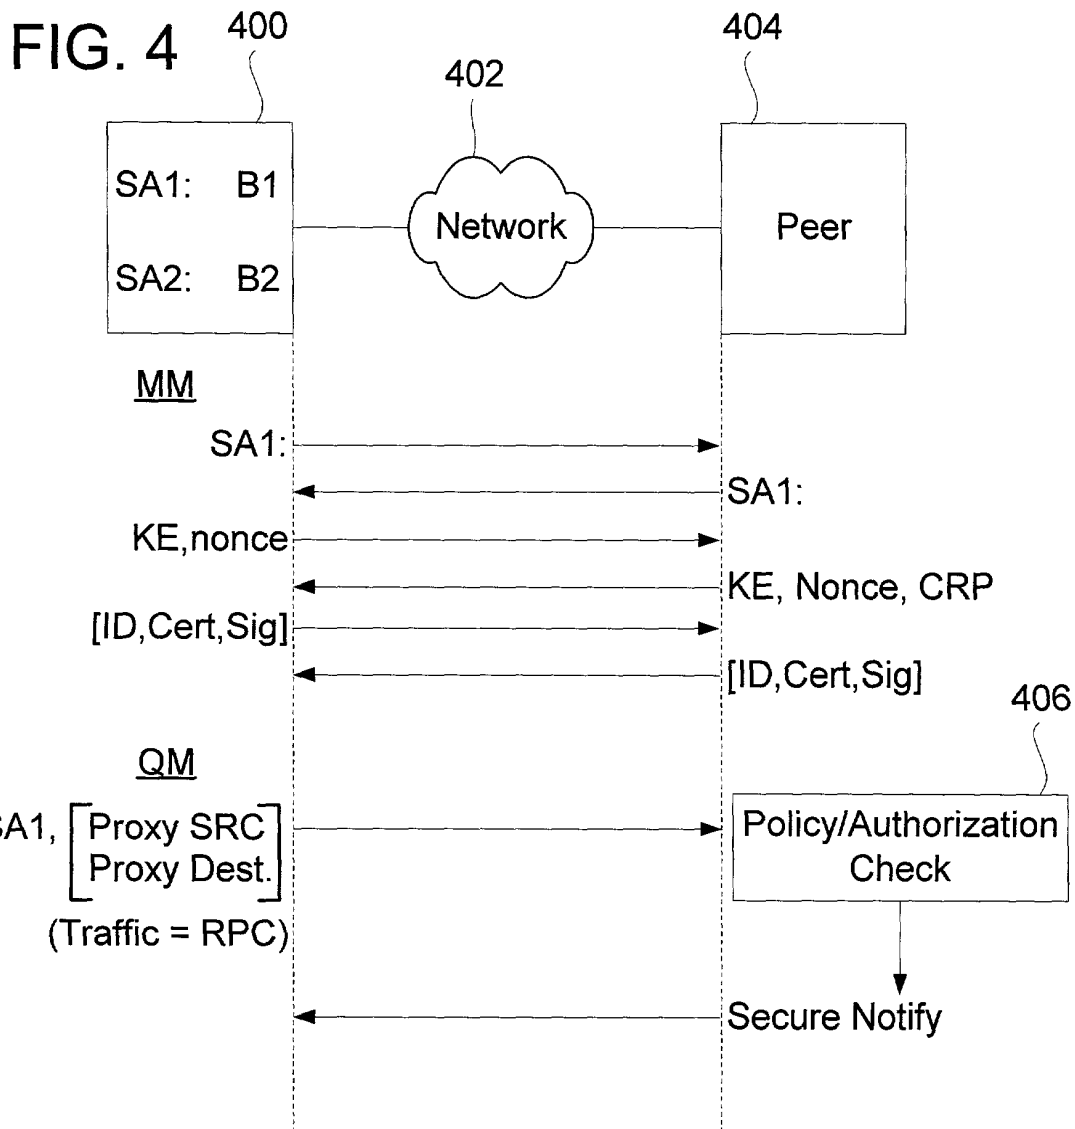 FIG. 4
400
402
404
SA1: B1
SA2: B2
Network
Peer
MM
SA1:
SA1:
KE,nonce
KE, Nonce, CRP
[ID,Cert,Sig]
[ID,Cert,Sig]
406
QM
SA1, [Proxy SRC
Proxy Dest.]
(Traffic = RPC)
Policy/Authorization
Check
Secure Notify